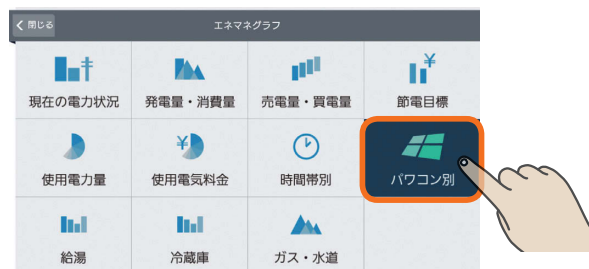 閉じる エネマネグラフ
現在の電力状況 発電量・消費量 売電量・買電量 節電目標
使用電力量 使用電気料金 時間帯別 パワコン別
給湯 冷蔵庫 ガス・水道